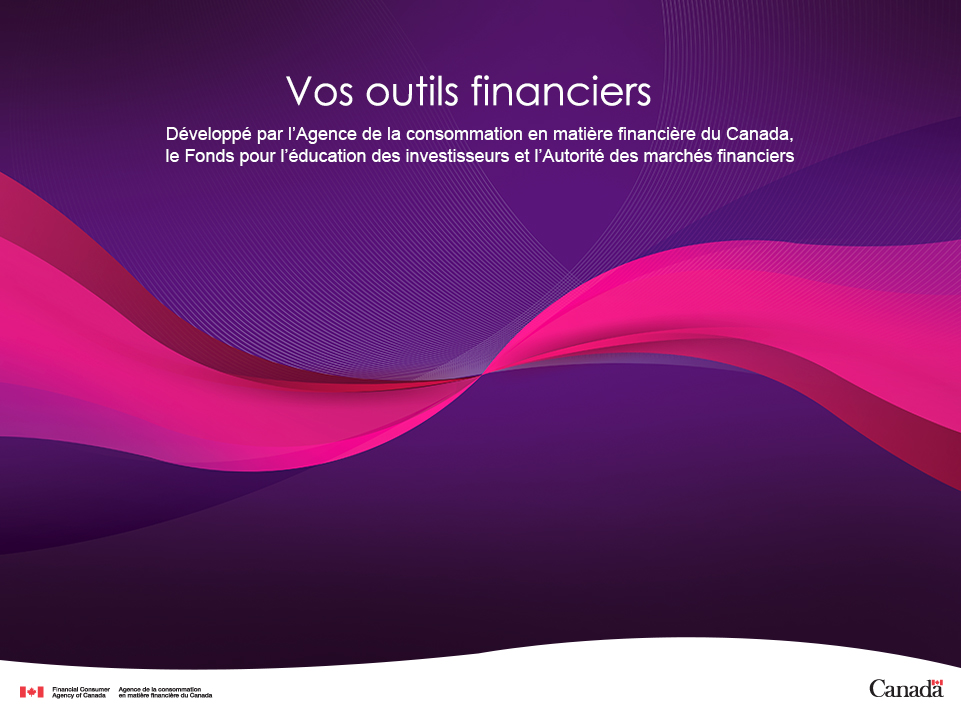 Vos outils financiers
Développé par l’Agence de la consommation en matière financière du Canada,
le Fonds pour l’éducation des investisseurs et l’Autorité des marchés financiers
Financial Consumer
Agency of Canada
Agence de la consommation
en matière financière du Canada
Canada